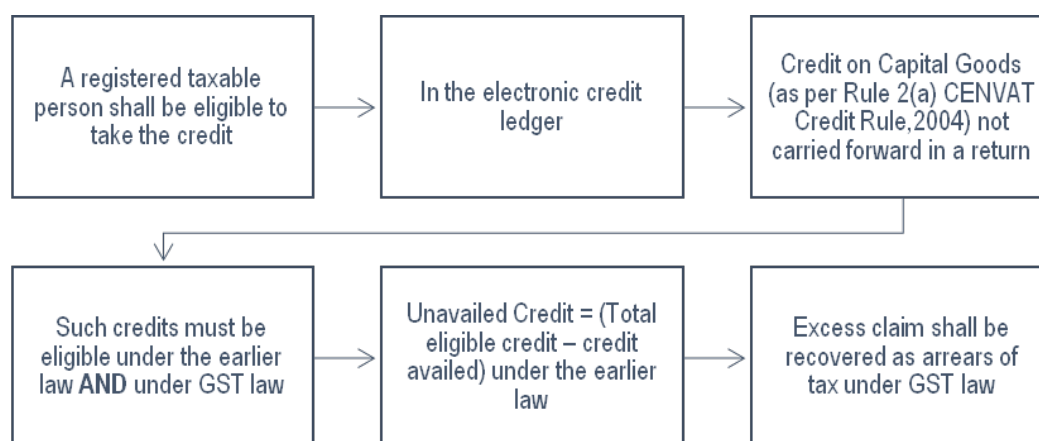 A registered taxable
person shall be eligible to
take the credit
In the electronic credit
ledger
Credit on Capital Goods
(as per Rule 2(a) CENVAT
Credit Rule,2004) not
carried forward in a return
Such credits must be
eligible under the earlier
law AND under GST law
Unavailed Credit = (Total
eligible credit – credit
availed) under the earlier
law
Excess claim shall be
recovered as arrears of
tax under GST law